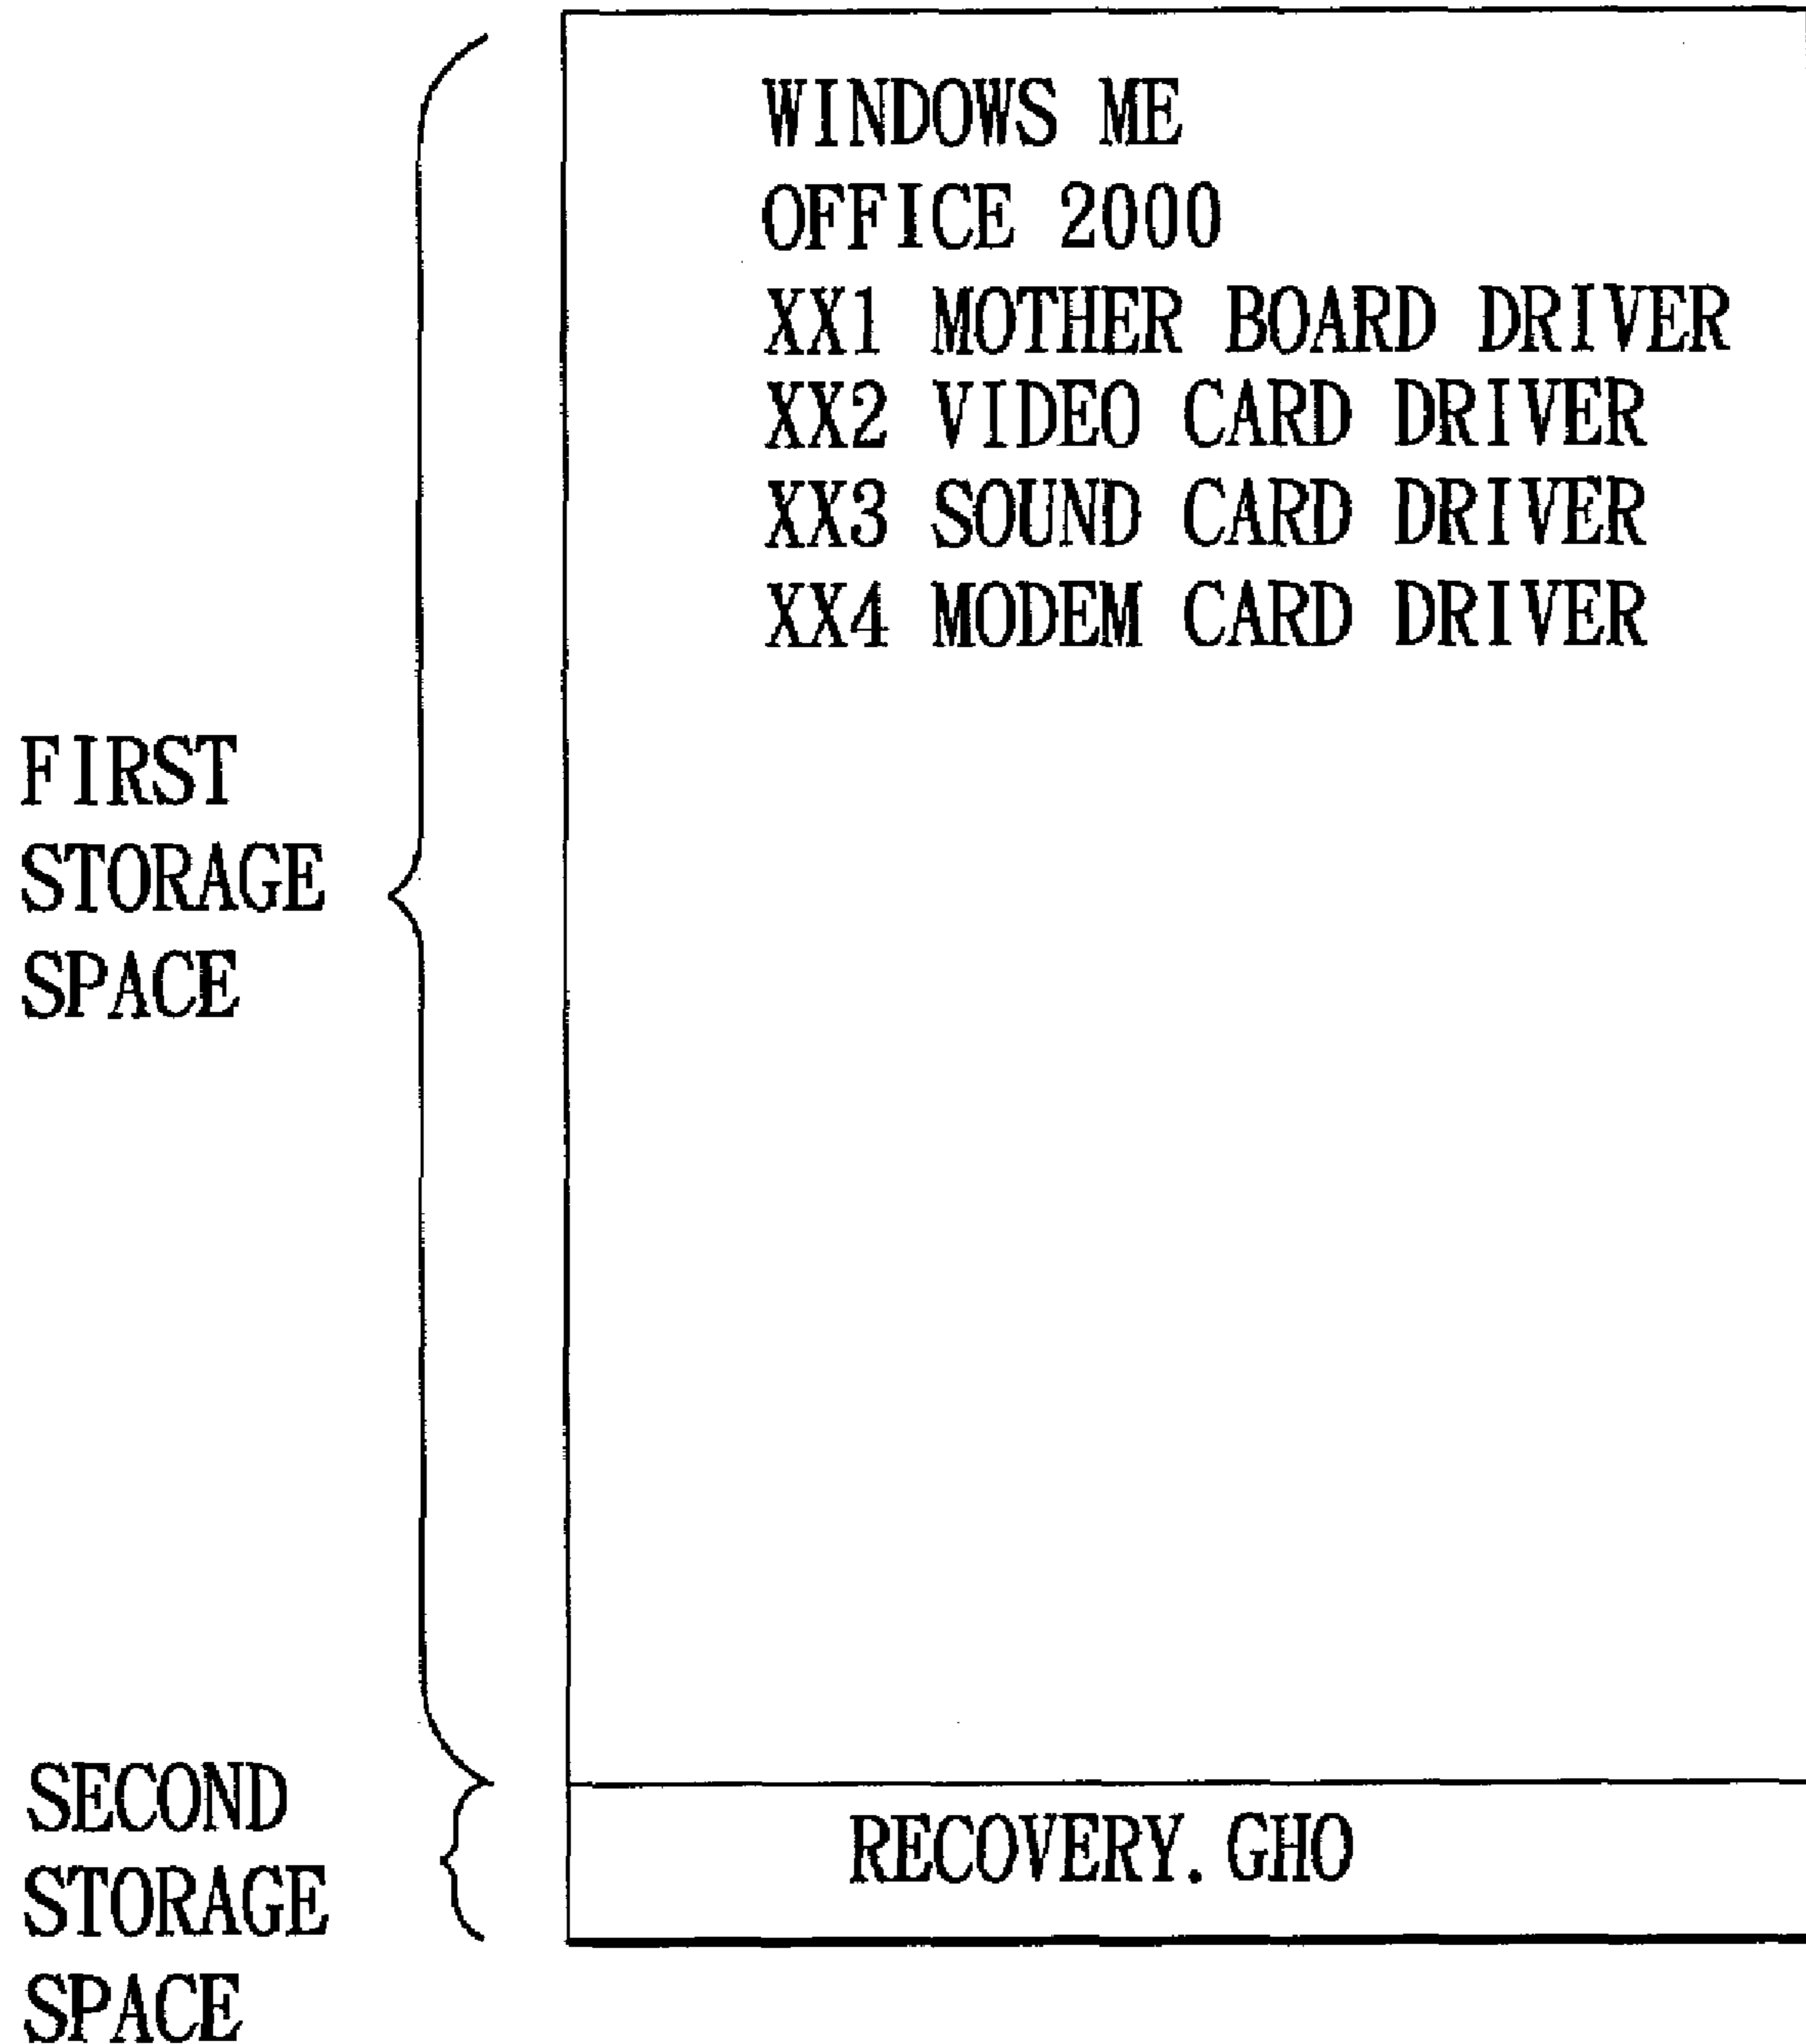 WINDOWS ME
OFFICE 2000
XX1 MOTHER BOARD DRIVER
XX2 VIDEO CARD DRIVER
XX3 SOUND CARD DRIVER
XX4 MODEM CARD DRIVER
FIRST
STORAGE
SPACE
RECOVERY.GHO
SECOND
STORAGE
SPACE